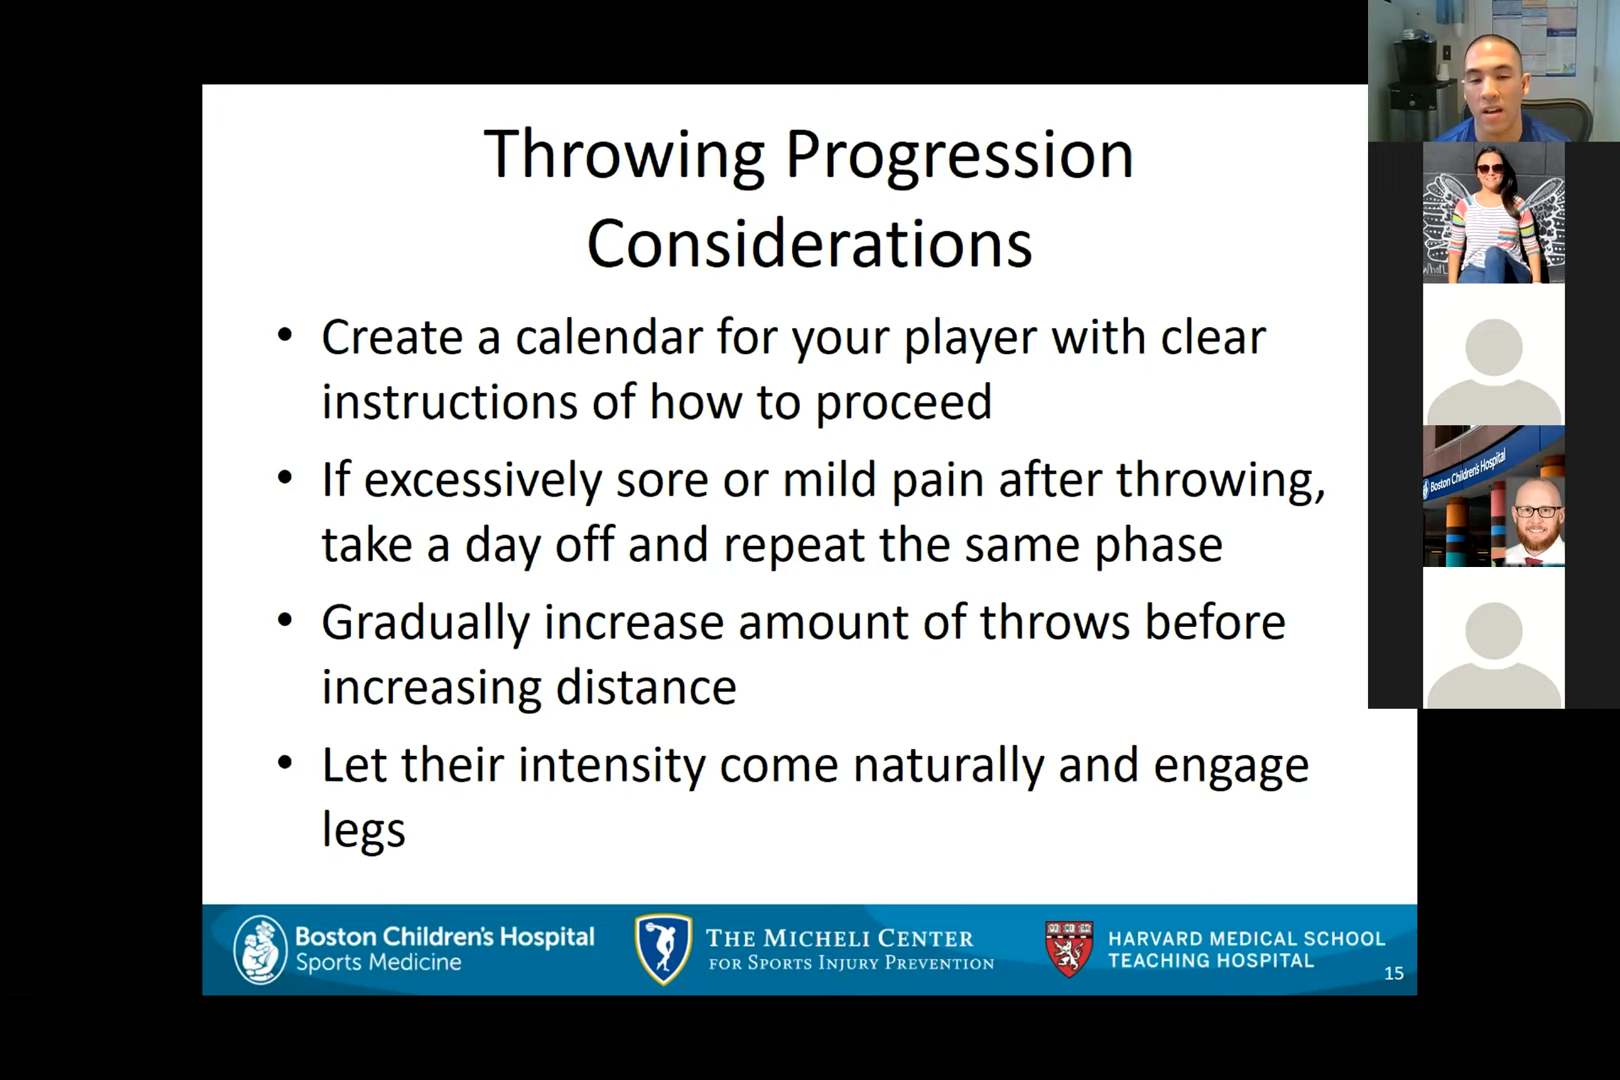 Throwing Progression
Considerations
• Create a calendar for your player with clear
instructions of how to proceed
• If excessively sore or mild pain after throwing,
take a day off and repeat the same phase
• Gradually increase amount of throws before
increasing distance
• Let their intensity come naturally and engage
legs
Boston Children's Hospital
Sports Medicine
THE MICHELI CENTER
FOR SPORTS INJURY PREVENTION
HARVARD MEDICAL SCHOOL
TEACHING HOSPITAL
15
Boston Children's Hospital